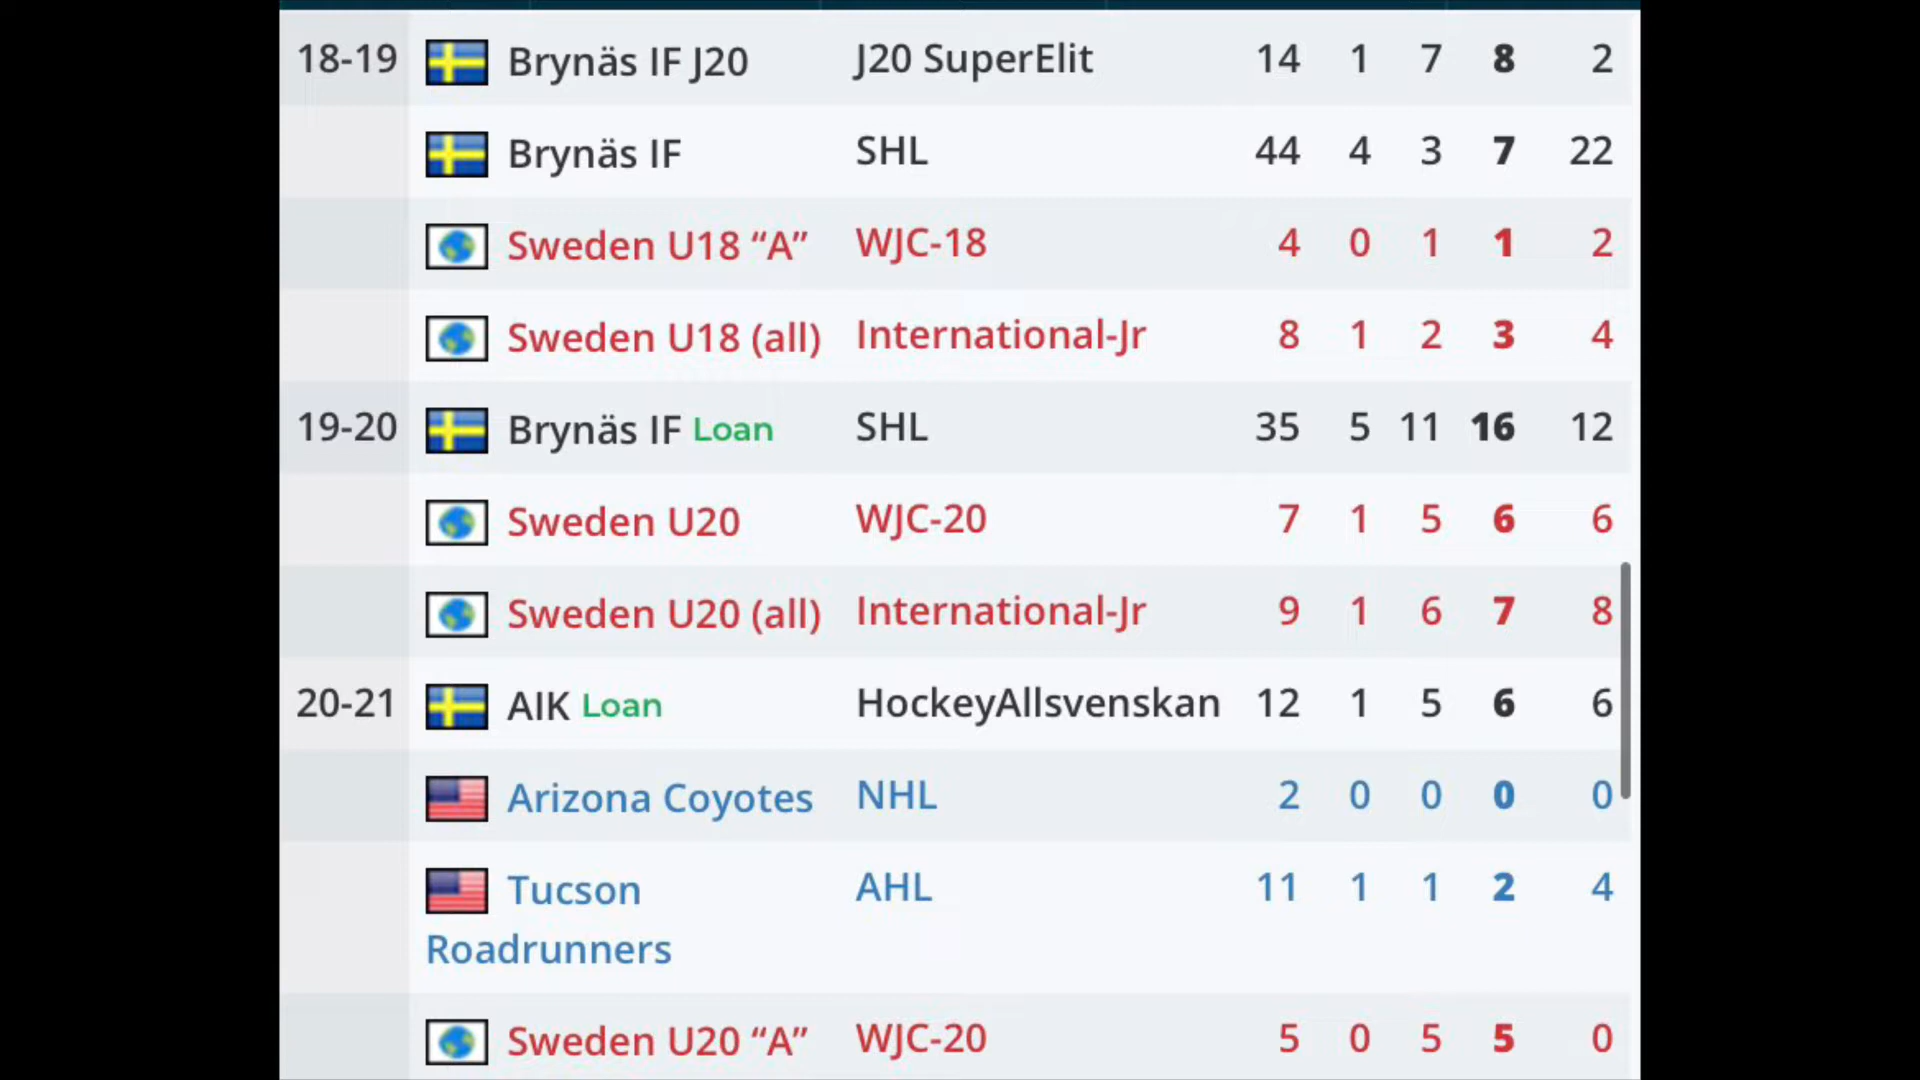 18-19 Brynäs IF J20 J20 SuperElit 14 1 7 8 2
Brynäs IF SHL 44 4 3 7 22
Sweden U18 “A” WJC-18 4 0 1 1 2
Sweden U18 (all) International-Jr 8 1 2 3 4
19-20 Brynäs IF Loan SHL 35 5 11 16 12
Sweden U20 WJC-20 7 1 5 6 6
Sweden U20 (all) International-Jr 9 1 6 7 8
20-21 AIK Loan HockeyAllsvenskan 12 1 5 6 6
Arizona Coyotes NHL 2 0 0 0 0
Tucson AHL 11 1 1 2 4
Roadrunners
Sweden U20 “A” WJC-20 5 0 5 5 0